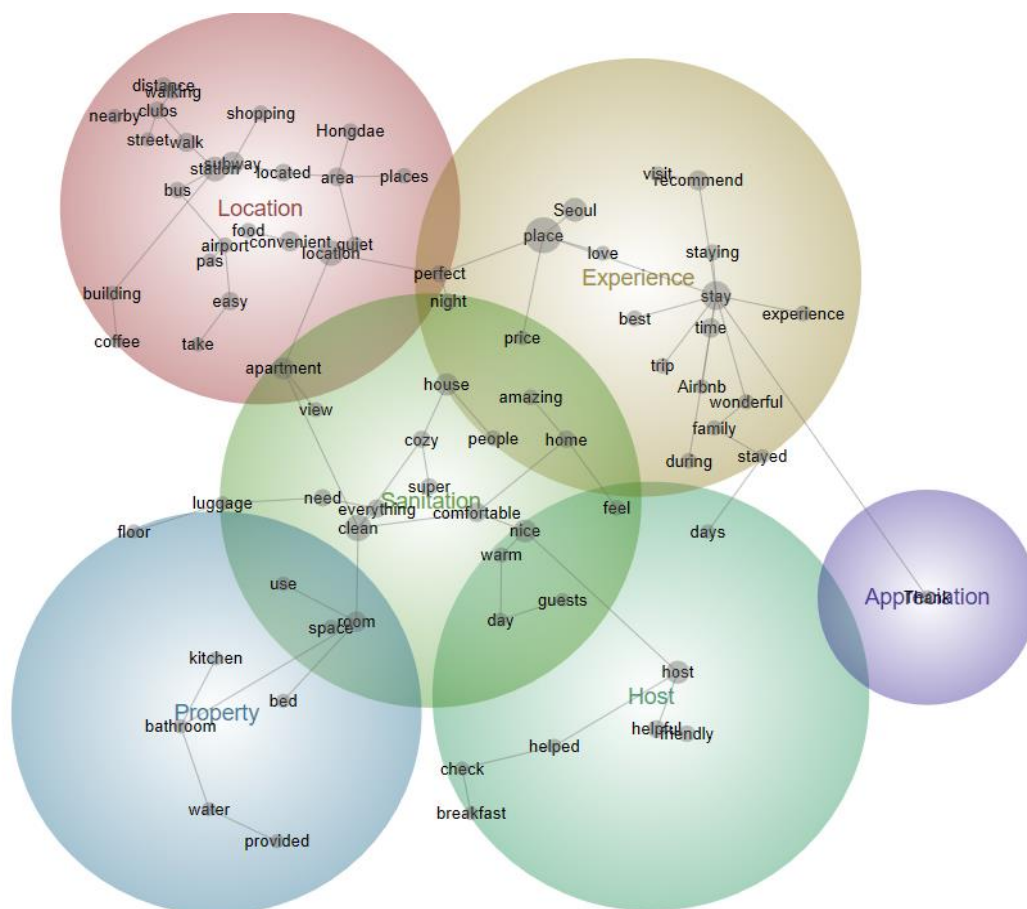 distance
walking
nearby
clubs
shopping
street
walk
Hongdae
subway
station
located
area
places
bus
visit
recommend
Location
Seoul
food
place
convenient
quiet
airport
location
love
staying
pas
perfect
Experience
building
easy
night
stay
experience
best
time
coffee
take
price
apartment
trip
house
Airbnb
view
amazing
wonderful
family
cozy
people
home
stayed
during
super
need
Sanitation
luggage
everything
comfortable
feel
floor
clean
nice
days
warm
use
guests
Appreciation
Thank
day
room
space
kitchen
host
bed
Host
Property
bathroom
helpful
friendly
helped
check
water
breakfast
provided